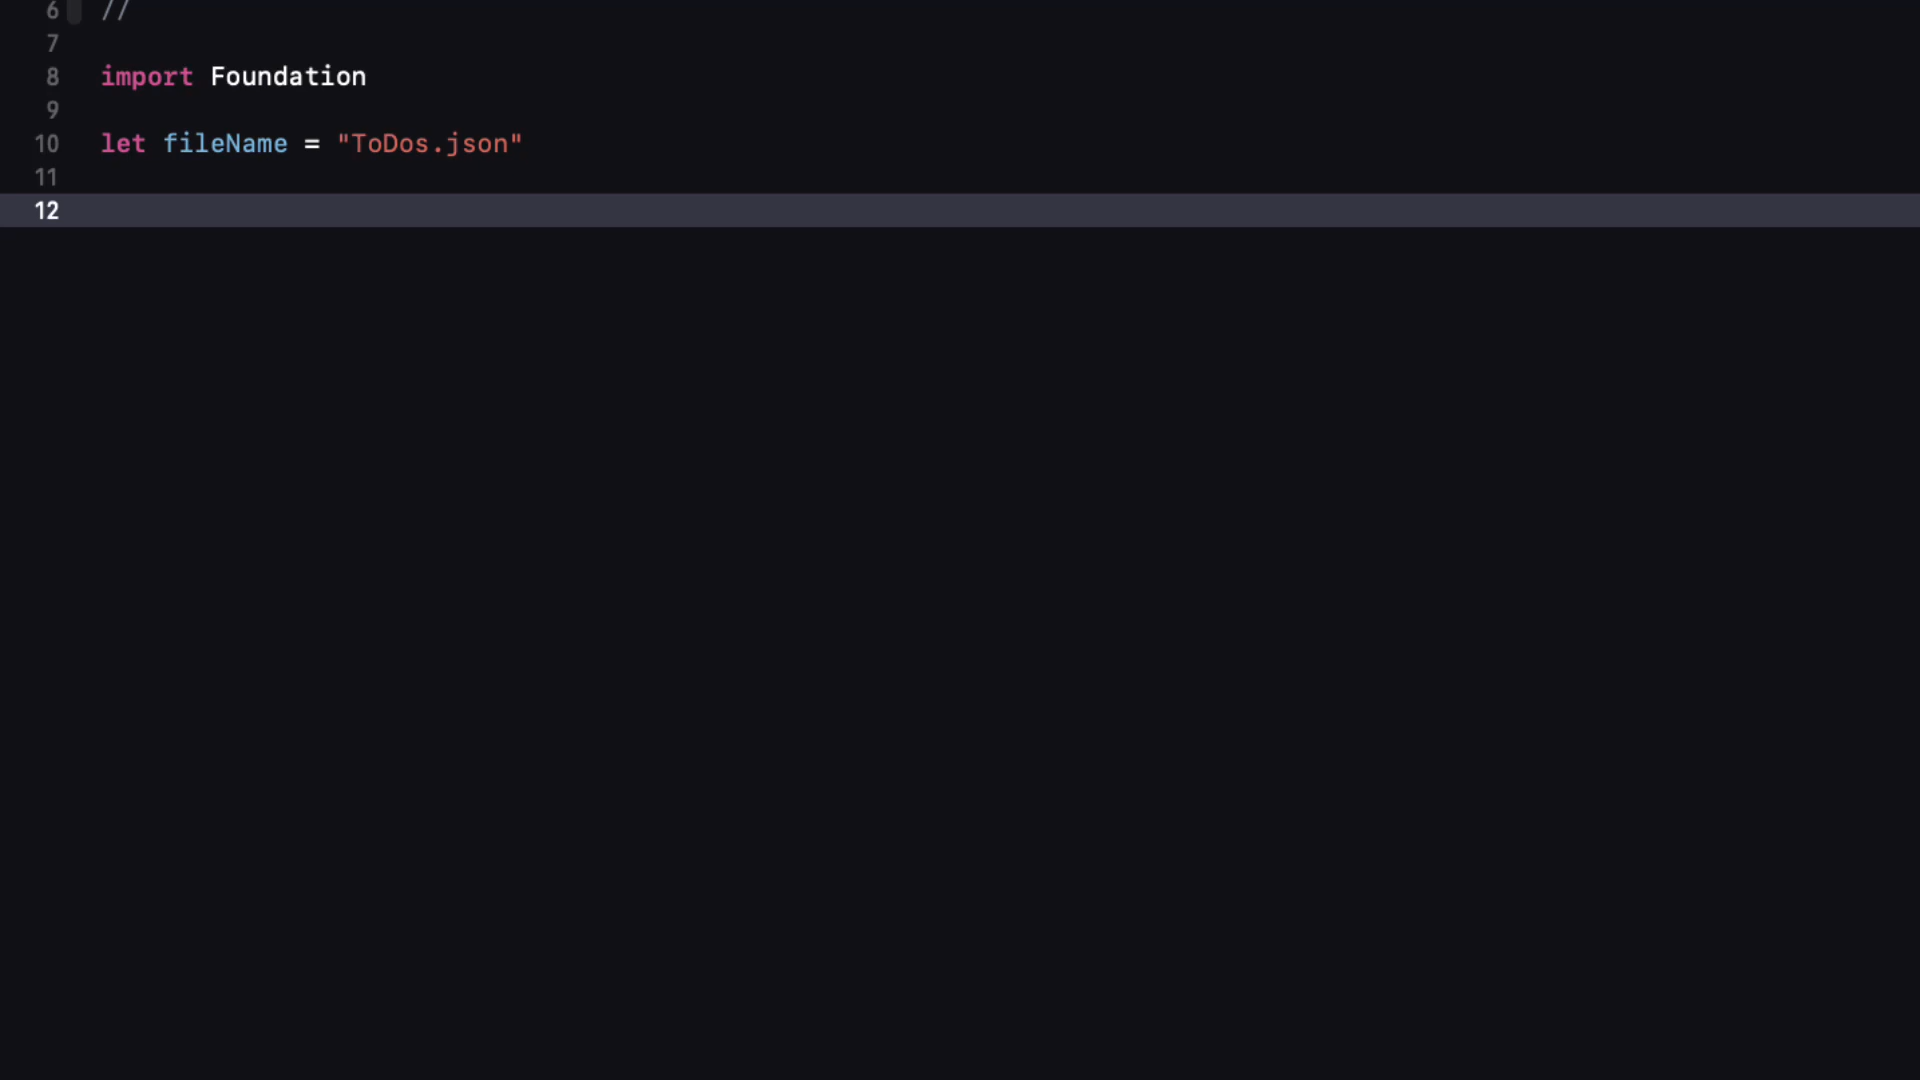 6 //
7
8 import Foundation
9
10 let fileName = "ToDos.json"
11
12